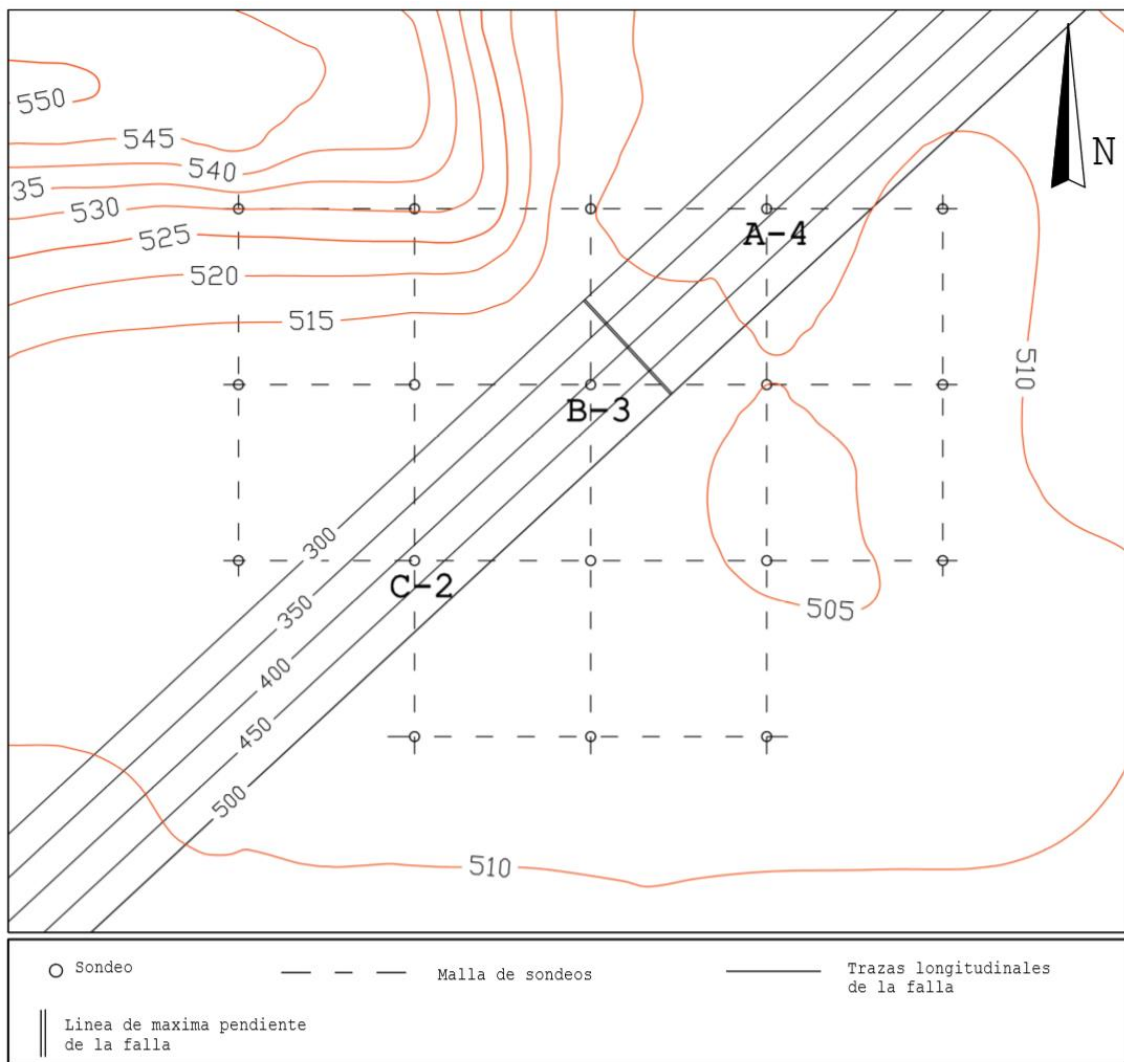 550
545
540
35
530
525
520
515
N
A-4
B-3
510
300
C-2
350
505
400
450
500
510
Sondeo
Malla de sondeos
Trazas longitudinales
de la falla
Linea de maxima pendiente
de la falla